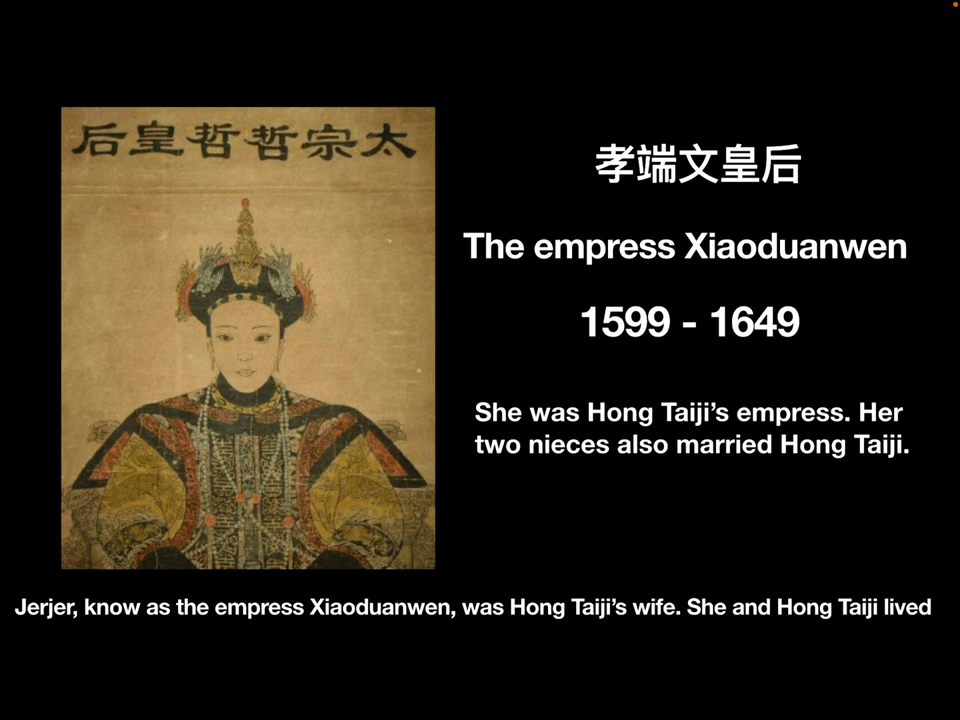 后皇哲哲宗太
孝端文皇后
The empress Xiaoduanwen
1599 - 1649
She was Hong Taiji’s empress. Her
two nieces also married Hong Taiji.
Jerjer, know as the empress Xiaoduanwen, was Hong Taiji’s wife. She and Hong Taiji lived